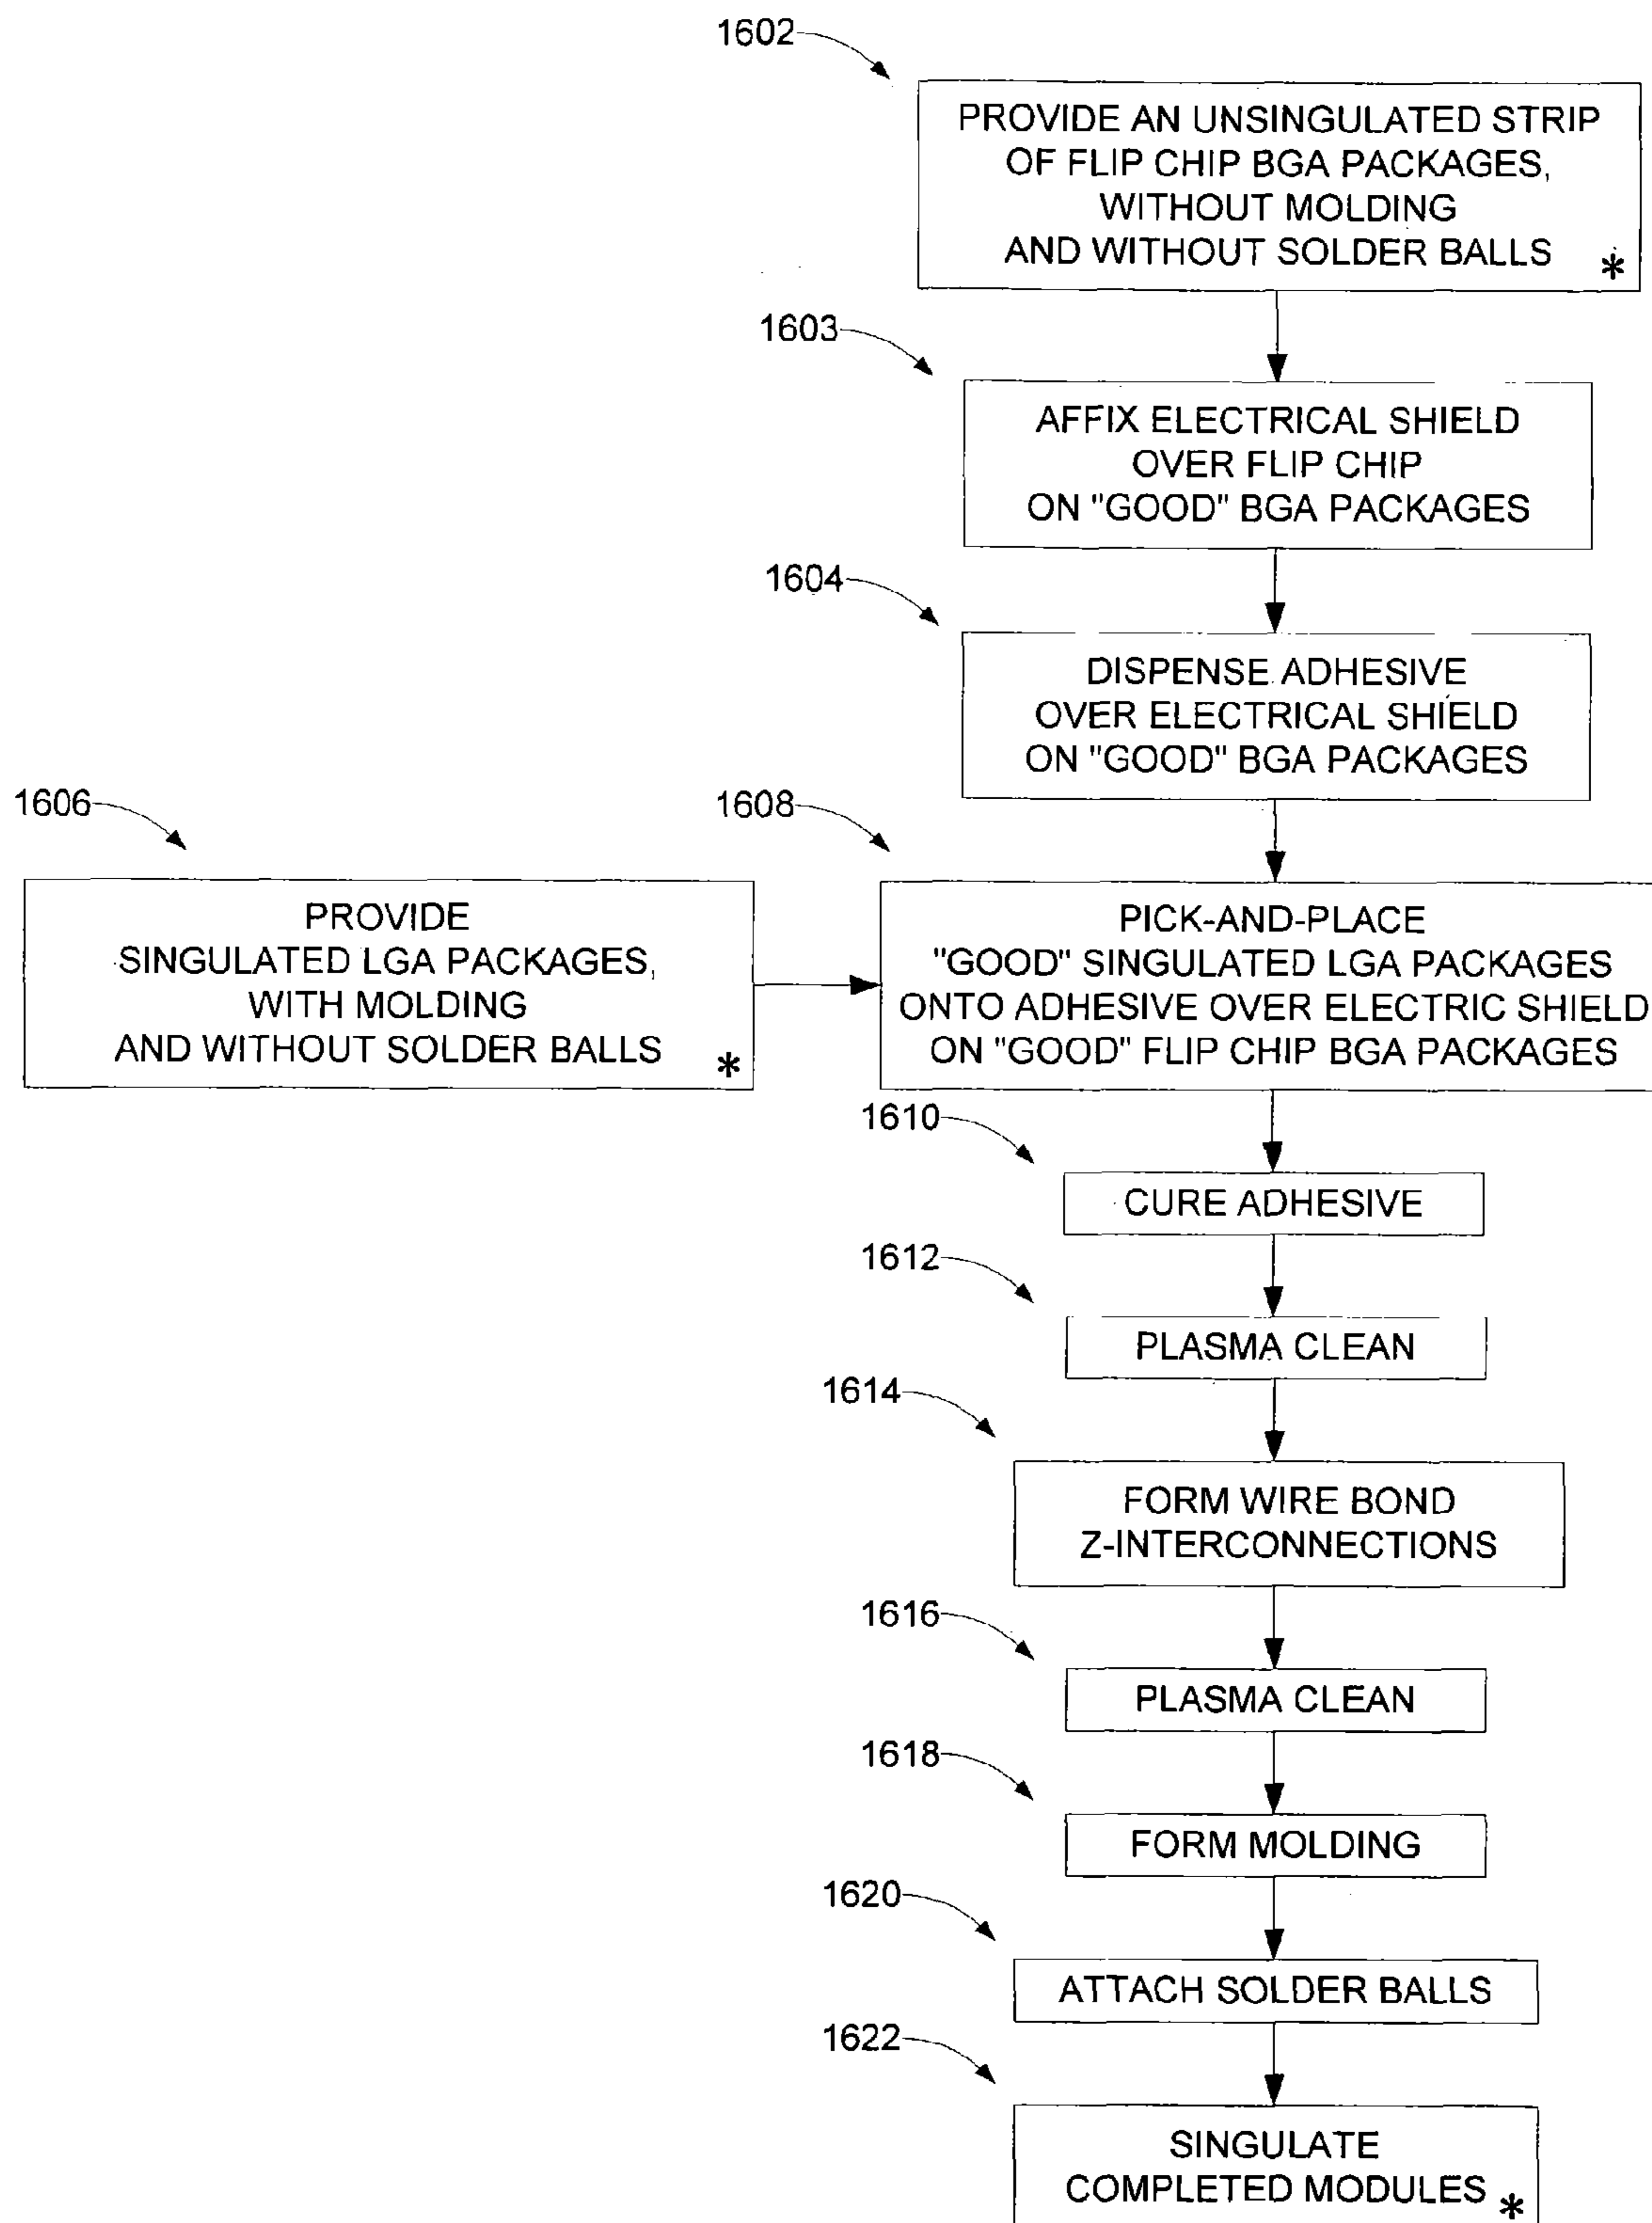 1602
PROVIDE AN UNSINGULATED STRIP
OF FLIP CHIP BGA PACKAGES,
WITHOUT MOLDING
AND WITHOUT SOLDER BALLS *
1603
AFFIX ELECTRICAL SHIELD
OVER FLIP CHIP
ON "GOOD" BGA PACKAGES
1604
DISPENSE ADHESIVE
OVER ELECTRICAL SHIELD
ON "GOOD" BGA PACKAGES
1606
PROVIDE
SINGULATED LGA PACKAGES,
WITH MOLDING
AND WITHOUT SOLDER BALLS *
1608
PICK-AND-PLACE
"GOOD" SINGULATED LGA PACKAGES
ONTO ADHESIVE OVER ELECTRIC SHIELD
ON "GOOD" FLIP CHIP BGA PACKAGES
1610
CURE ADHESIVE
1612
PLASMA CLEAN
1614
FORM WIRE BOND
Z-INTERCONNECTIONS
1616
PLASMA CLEAN
1618
FORM MOLDING
1620
ATTACH SOLDER BALLS
1622
SINGULATE
COMPLETED MODULES *